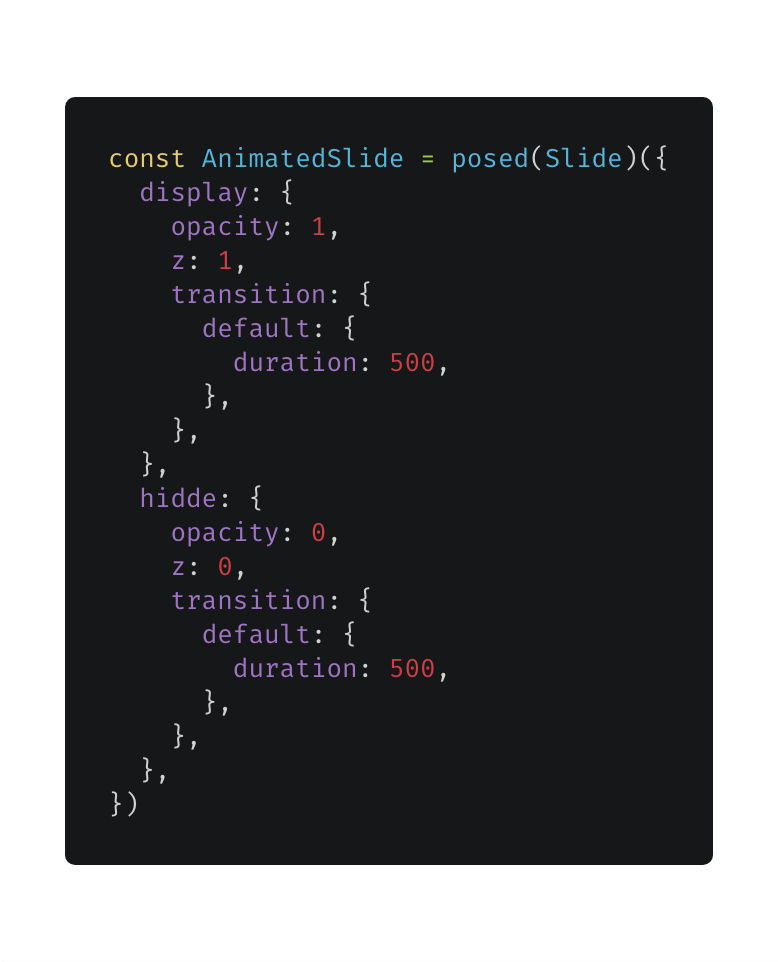 const AnimatedSlide = posed(Slide)({
  display: {
    opacity: 1,
    z: 1,
    transition: {
      default: {
        duration: 500,
      },
    },
  },
  hidde: {
    opacity: 0,
    z: 0,
    transition: {
      default: {
        duration: 500,
      },
    },
  },
})